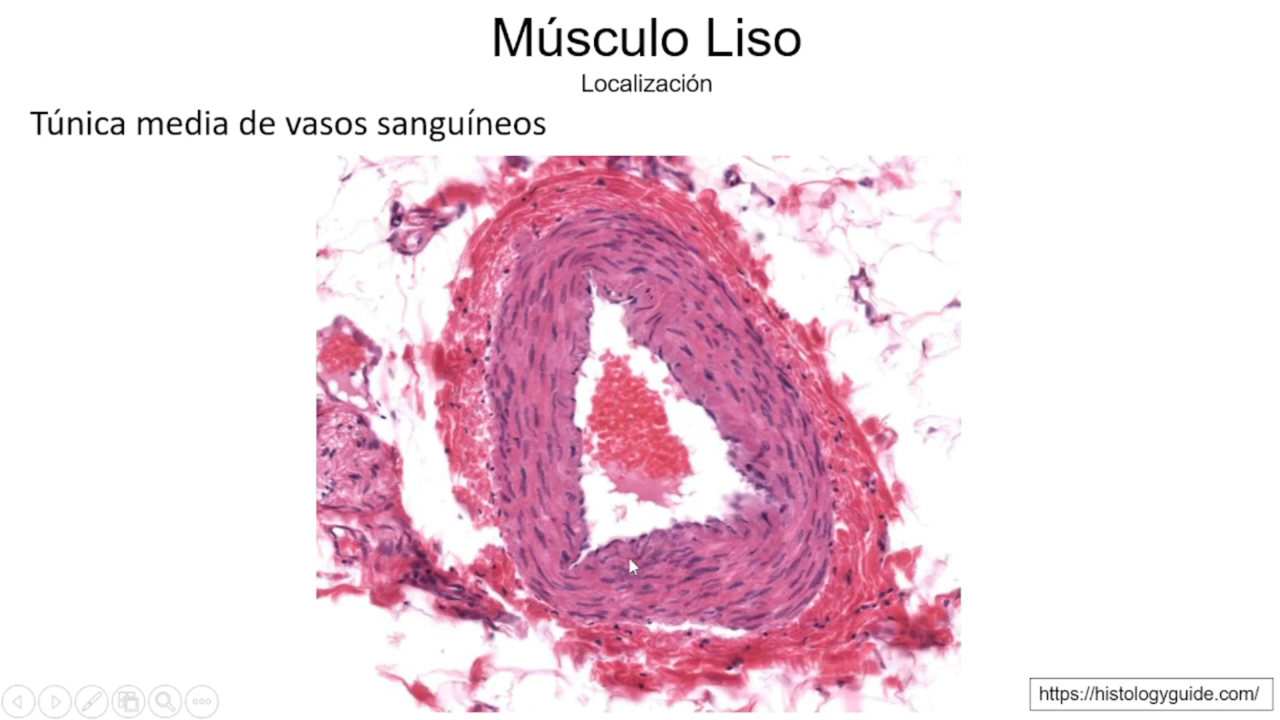 Músculo Liso
Localización
Túnica media de vasos sanguíneos
https://histologyguide.com/